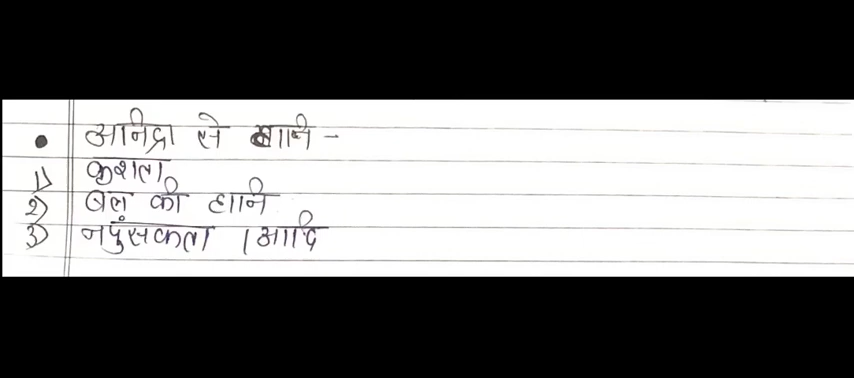 • अनिद्रा से हानि -
1) कृशता
2) बल की हानि
3) नपुंसकता | आदि